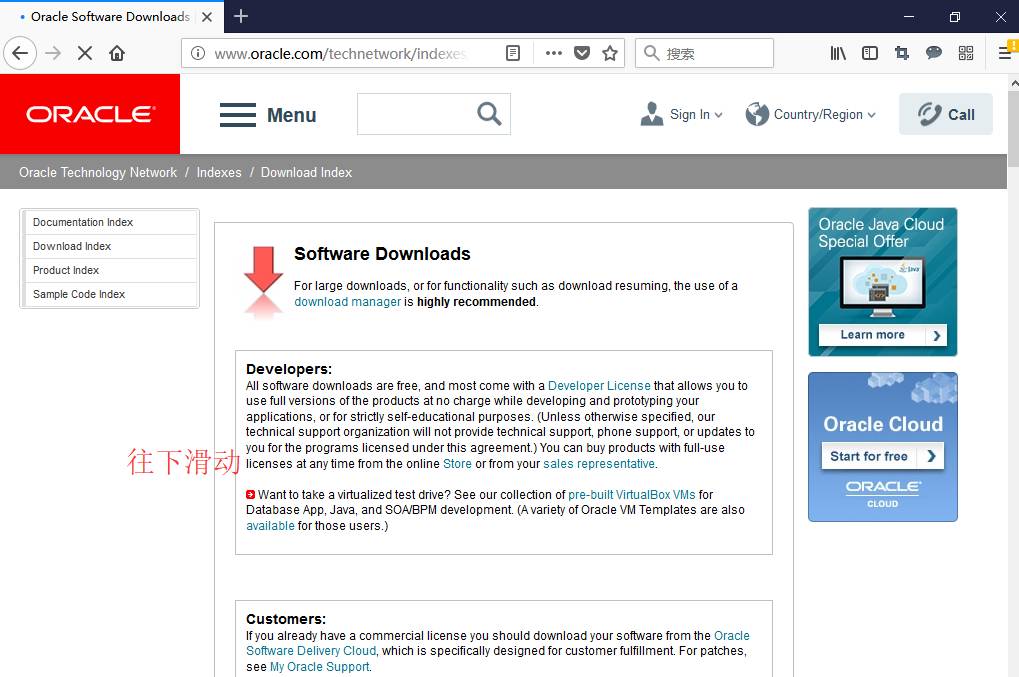 Oracle Software Downloads
www.oracle.com/technetwork/indexes
搜索
ORACLE
Menu
Sign In
Country/Region
Call
Oracle Technology Network / Indexes / Download Index
Documentation Index
Download Index
Product Index
Sample Code Index
Software Downloads
For large downloads, or for functionality such as download resuming, the use of a
download manager is highly recommended.
Developers:
All software downloads are free, and most come with a Developer License that allows you to
use full versions of the products at no charge while developing and prototyping your
applications, or for strictly self-educational purposes. (Unless otherwise specified, our
technical support organization will not provide technical support, phone support, or updates to
you for the programs licensed under this agreement.) You can buy products with full-use
licenses at any time from the online Store or from your sales representative.
往下滑动
Want to take a virtualized test drive? See our collection of pre-built VirtualBox VMs for
Database App, Java, and SOA/BPM development. (A variety of Oracle VM Templates are also
available for those users.)
Customers:
If you already have a commercial license you should download your software from the Oracle
Software Delivery Cloud, which is specifically designed for customer fulfillment. For patches,
see My Oracle Support.
Oracle Java Cloud
Special Offer
Java
Learn more
Oracle Cloud
Start for free
ORACLE
CLOUD